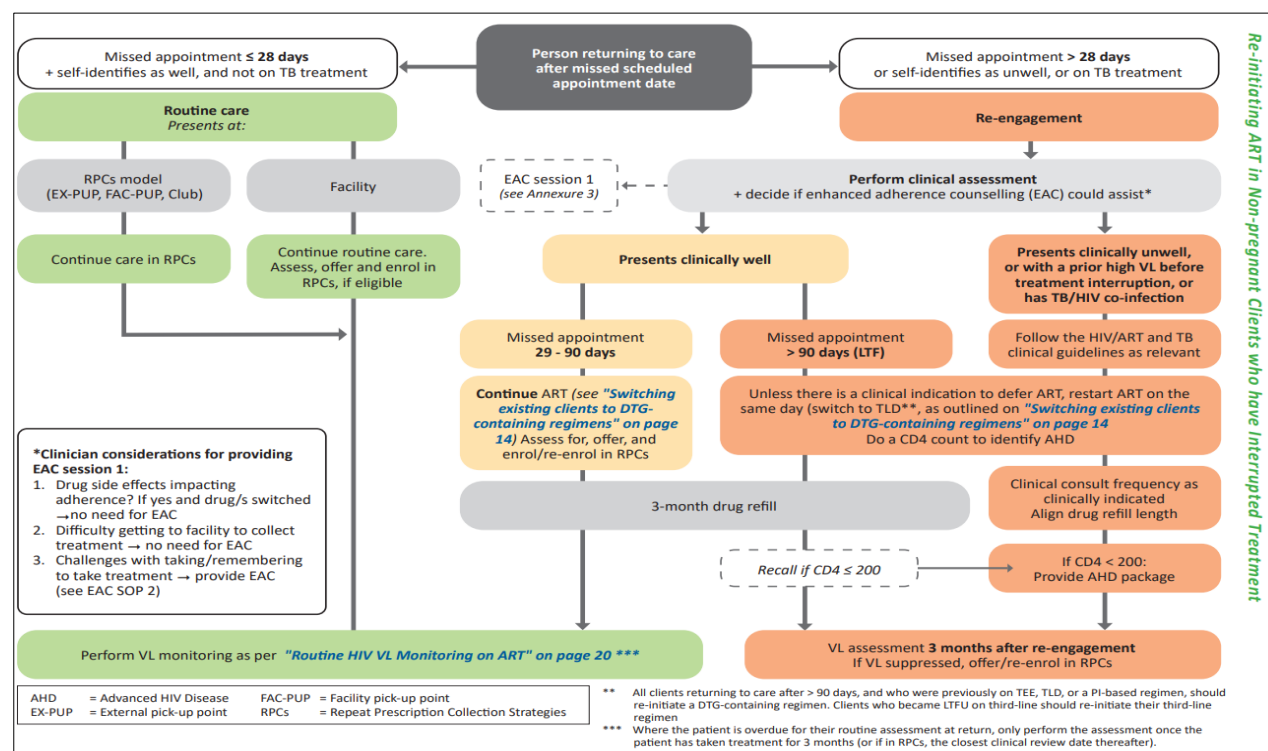 Person returning to care
after missed scheduled
appointment date
Missed appointment ≤ 28 days
+ self-identifies as well, and not on TB treatment
Routine care
Presents at:
RPCs model
(EX-PUP, FAC-PUP, Club)
Continue care in RPCs
Facility
Continue routine care.
Assess, offer and enrol in
RPCs, if eligible
Missed appointment > 28 days
or self-identifies as unwell, or on TB treatment
Re-engagement
Perform clinical assessment
+ decide if enhanced adherence counselling (EAC) could assist*
EAC session 1
(see Annexure 3)
Presents clinically well
Missed appointment
29 - 90 days
Continue ART (see "Switching
existing clients to DTG-
containing regimens" on page
14) Assess for, offer, and
enrol/re-enrol in RPCs
Missed appointment
> 90 days (LTF)
Presents clinically unwell,
or with a prior high VL before
treatment interruption, or
has TB/HIV co-infection
Follow the HIV/ART and TB
clinical guidelines as relevant
Unless there is a clinical indication to defer ART, restart ART on the
same day (switch to TLD**, as outlined on "Switching existing
clients to DTG-containing regimens" on page 14
Do a CD4 count to identify AHD
3-month drug refill
Clinical consult frequency as
clinically indicated
Align drug refill length
Recall if CD4 ≤ 200
If CD4 < 200:
Provide AHD package
*Clinician considerations for providing
EAC session 1:
1. Drug side effects impacting
adherence? If yes and drug/s switched
→no need for EAC
2. Difficulty getting to facility to collect
treatment → no need for EAC
3. Challenges with taking/remembering
to take treatment → provide EAC
(see EAC SOP 2)
Perform VL monitoring as per "Routine HIV VL Monitoring on ART" on page 20 ***
VL assessment 3 months after re-engagement
If VL suppressed, offer/re-enrol in RPCs
AHD = Advanced HIV Disease FAC-PUP = Facility pick-up point
EX-PUP = External pick-up point RPCs = Repeat Prescription Collection Strategies
** All clients returning to care after > 90 days, and who were previously on TEE, TLD, or a PI-based regimen, should
re-initiate a DTG-containing regimen. Clients who became LTFU on third-line should re-initiate their third-line
regimen
*** Where the patient is overdue for their routine assessment at return, only perform the assessment once the
patient has taken treatment for 3 months (or if in RPCs, the closest clinical review date thereafter).
Re-initiating ART in Non-pregnant Clients who have Interrupted Treatment